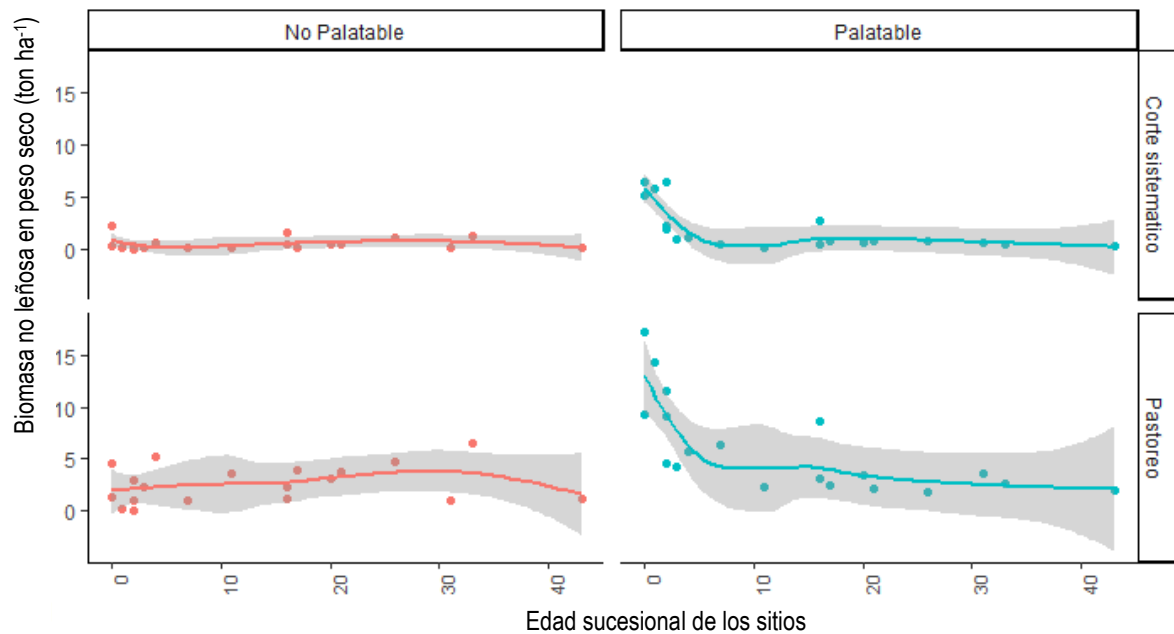 No Palatable
Palatable
Biomasa no leñosa en peso seco (ton ha⁻¹)
15
10
5
0
Corte sistematico
15
10
5
0
Pastoreo
0 10 20 30 40
0 10 20 30 40
Edad sucesional de los sitios